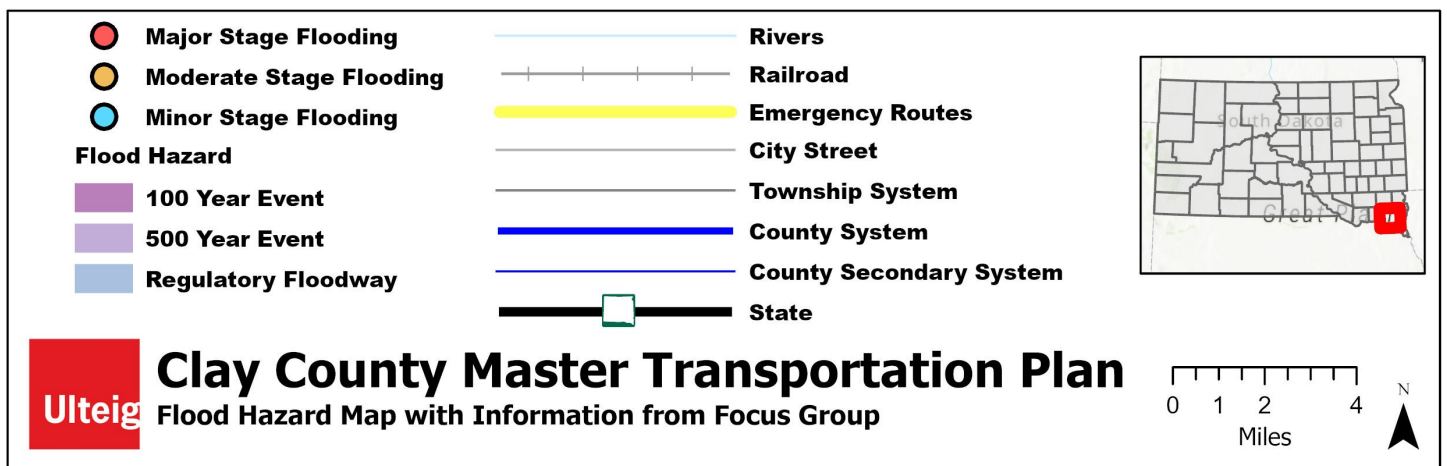 Major Stage Flooding
Moderate Stage Flooding
Minor Stage Flooding
Flood Hazard
100 Year Event
500 Year Event
Regulatory Floodway
Rivers
Railroad
Emergency Routes
City Street
Township System
County System
County Secondary System
State
South Dakota
Great Pla
Ulteig
Clay County Master Transportation Plan
Flood Hazard Map with Information from Focus Group
0 1 2 4
Miles
N